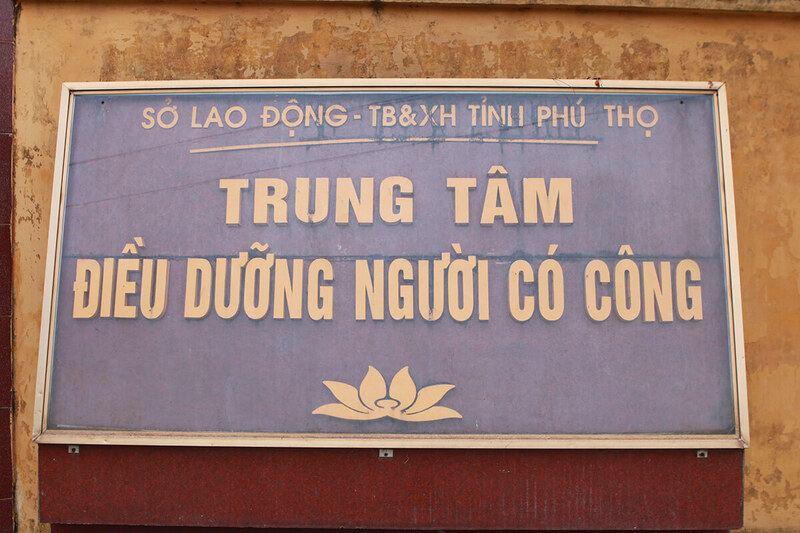 SỞ LAO ĐỘNG - TB&XH TỈNH PHÚ THỌ
TRUNG TÂM
ĐIỀU DƯỠNG NGƯỜI CÓ CÔNG